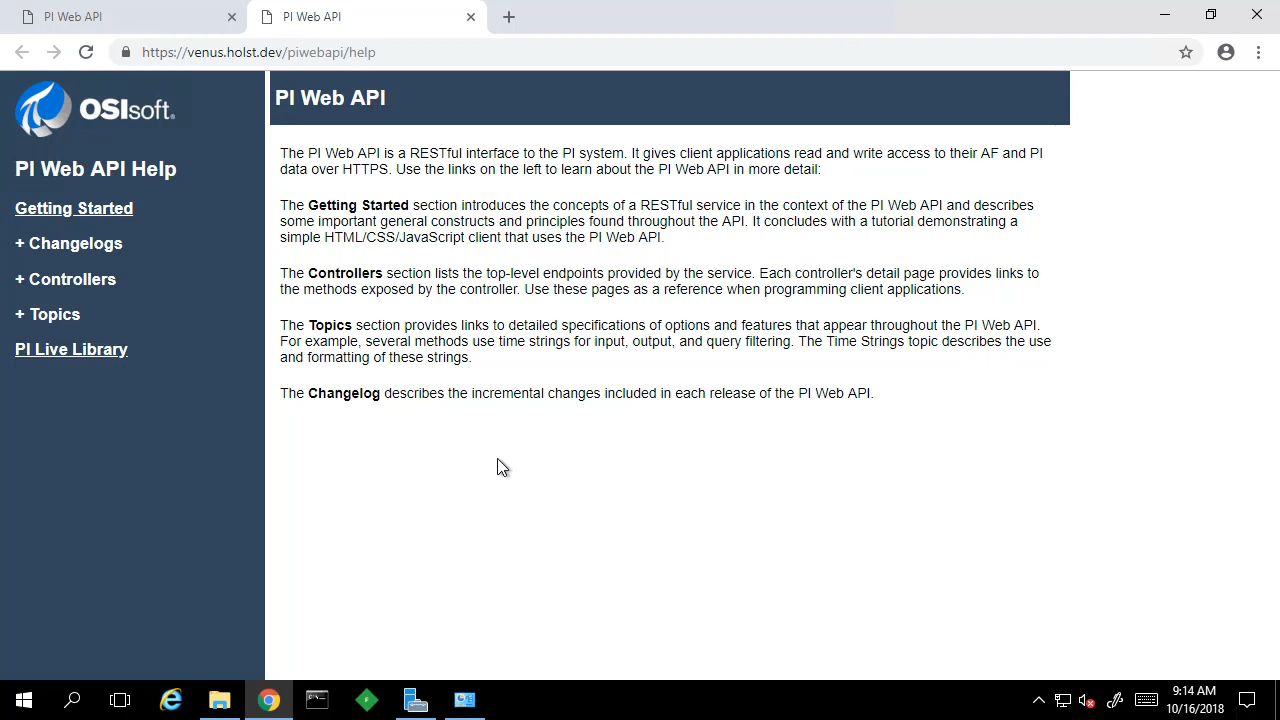 PI Web API
PI Web API
https://venus.holst.dev/piwebapi/help
OSIsoft.
PI Web API Help
Getting Started
+ Changelogs
+ Controllers
+ Topics
PI Live Library
PI Web API
The PI Web API is a RESTful interface to the PI system. It gives client applications read and write access to their AF and PI
data over HTTPS. Use the links on the left to learn about the PI Web API in more detail:
The Getting Started section introduces the concepts of a RESTful service in the context of the PI Web API and describes
some important general constructs and principles found throughout the API. It concludes with a tutorial demonstrating a
simple HTML/CSS/JavaScript client that uses the PI Web API.
The Controllers section lists the top-level endpoints provided by the service. Each controller's detail page provides links to
the methods exposed by the controller. Use these pages as a reference when programming client applications.
The Topics section provides links to detailed specifications of options and features that appear throughout the PI Web API.
For example, several methods use time strings for input, output, and query filtering. The Time Strings topic describes the use
and formatting of these strings.
The Changelog describes the incremental changes included in each release of the PI Web API.
9:14 AM
10/16/2018